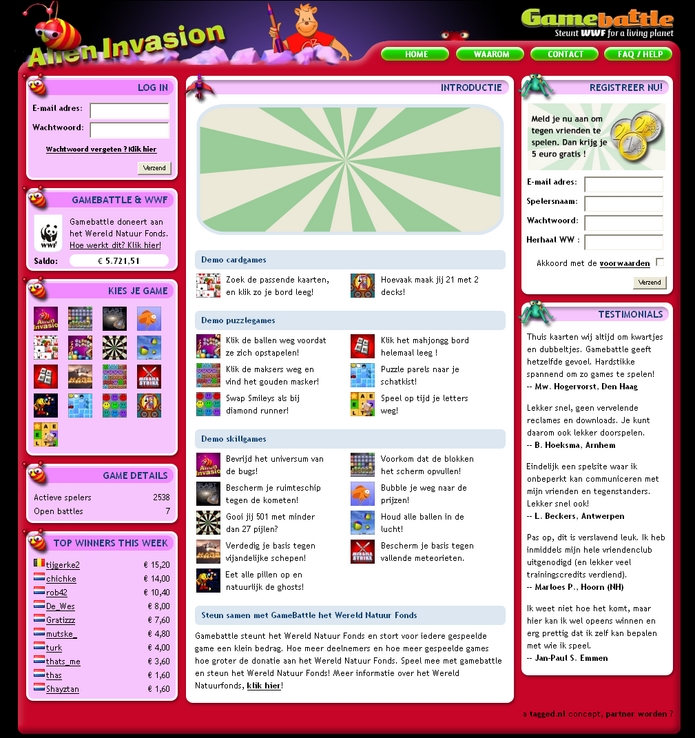 Alien Invasion
Gamebattle
Steunt WWF for a living planet
HOME
WAAROM
CONTACT
FAQ / HELP
LOG IN
E-mail adres:
Wachtwoord:
Wachtwoord vergeten ? Klik hier
Verzend
GAMEBATTLE & WWF
WWF
Gamebattle doneert aan
het Wereld Natuur Fonds.
Hoe werkt dit? Klik hier!
Saldo:
€ 5.721,51
KIES JE GAME
GAME DETAILS
Actieve spelers 2538
Open battles 7
TOP WINNERS THIS WEEK
tijgerke2 € 15,20
chichke € 14,00
rob42 € 10,40
De_Wes € 8,00
Gratizzz € 7,60
mutske_ € 4,80
turk € 4,00
thats_me € 3,60
thas € 1,60
Shayztan € 1,60
INTRODUCTIE
Demo cardgames
Zoek de passende kaarten,
en klik zo je bord leeg!
Hoevaak maak jij 21 met 2
decks!
Demo puzzlegames
Klik de ballen weg voordat
ze zich opstapelen!
Klik het mahjongg bord
helemaal leeg !
Klik de maksers weg en
vind het gouden masker!
Puzzle parels naar je
schatkist!
Swap Smileys als bij
diamond runner!
Speel op tijd je letters
weg!
Demo skillgames
Bevrijd het universum van
de bugs!
Voorkom dat de blokken
het scherm opvullen!
Bescherm je ruimteschip
tegen de kometen!
Bubble je weg naar de
prijzen!
Gooi jij 501 met minder
dan 27 pijlen?
Houd alle ballen in de
lucht!
Verdedig je basis tegen
vijandelijke schepen!
Bescherm je basis tegen
vallende meteorieten.
Eet alle pillen op en
natuurlijk de ghosts!
Steun samen met GameBattle het Wereld Natuur Fonds
Gamebattle steunt het Wereld Natuur Fonds en stort voor iedere gespeelde
game een klein bedrag. Hoe meer deelnemers en hoe meer gespeelde games
hoe groter de donatie aan het Wereld Natuur Fonds. Speel mee met gamebattle
en steun het Wereld Natuur Fonds! Meer informatie over het Wereld
Natuurfonds, klik hier!
REGISTREER NU!
Meld je nu aan om
tegen vrienden te
spelen. Dan krijg je
5 euro gratis !
E-mail adres:
Spelersnaam:
Wachtwoord:
Herhaal WW :
Akkoord met de voorwaarden
Verzend
TESTIMONIALS
Thuis kaarten wij altijd om kwartjes
en dubbeltjes. Gamebattle geeft
hetzelfde gevoel. Hardstikke
spannend om zo games te spelen!
-- Mw. Hogervorst, Den Haag
Lekker snel, geen vervelende
reclames en downloads. Je kunt
daarom ook lekker doorspelen.
-- B. Hoeksma, Arnhem
Eindelijk een spelsite waar ik
onbeperkt kan communiceren met
mijn vrienden en tegenstanders.
Lekker snel ook!
-- L. Beckers, Antwerpen
Pas op, dit is verslavend leuk. Ik heb
inmiddels mijn hele vriendenclub
uitgenodigd (en lekker veel
trainingscredits verdiend).
-- Marloes P., Hoorn (NH)
Ik weet niet hoe het komt, maar
hier kan ik wel opeens winnen en
erg prettig dat ik zelf kan bepalen
met wie ik speel.
-- Jan-Paul S. Emmen
tagged.nl concept, partner worden ?